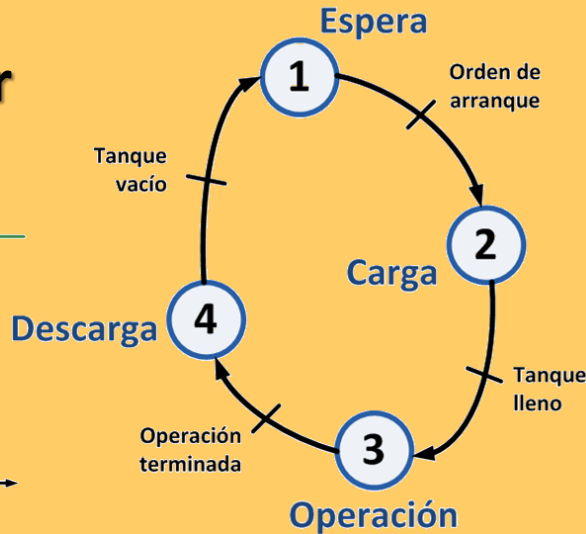 Espera
1
Orden de
arranque
r
Tanque
vacío
2
Carga
4
Descarga
Tanque
lleno
Operación
terminada
3
Operación